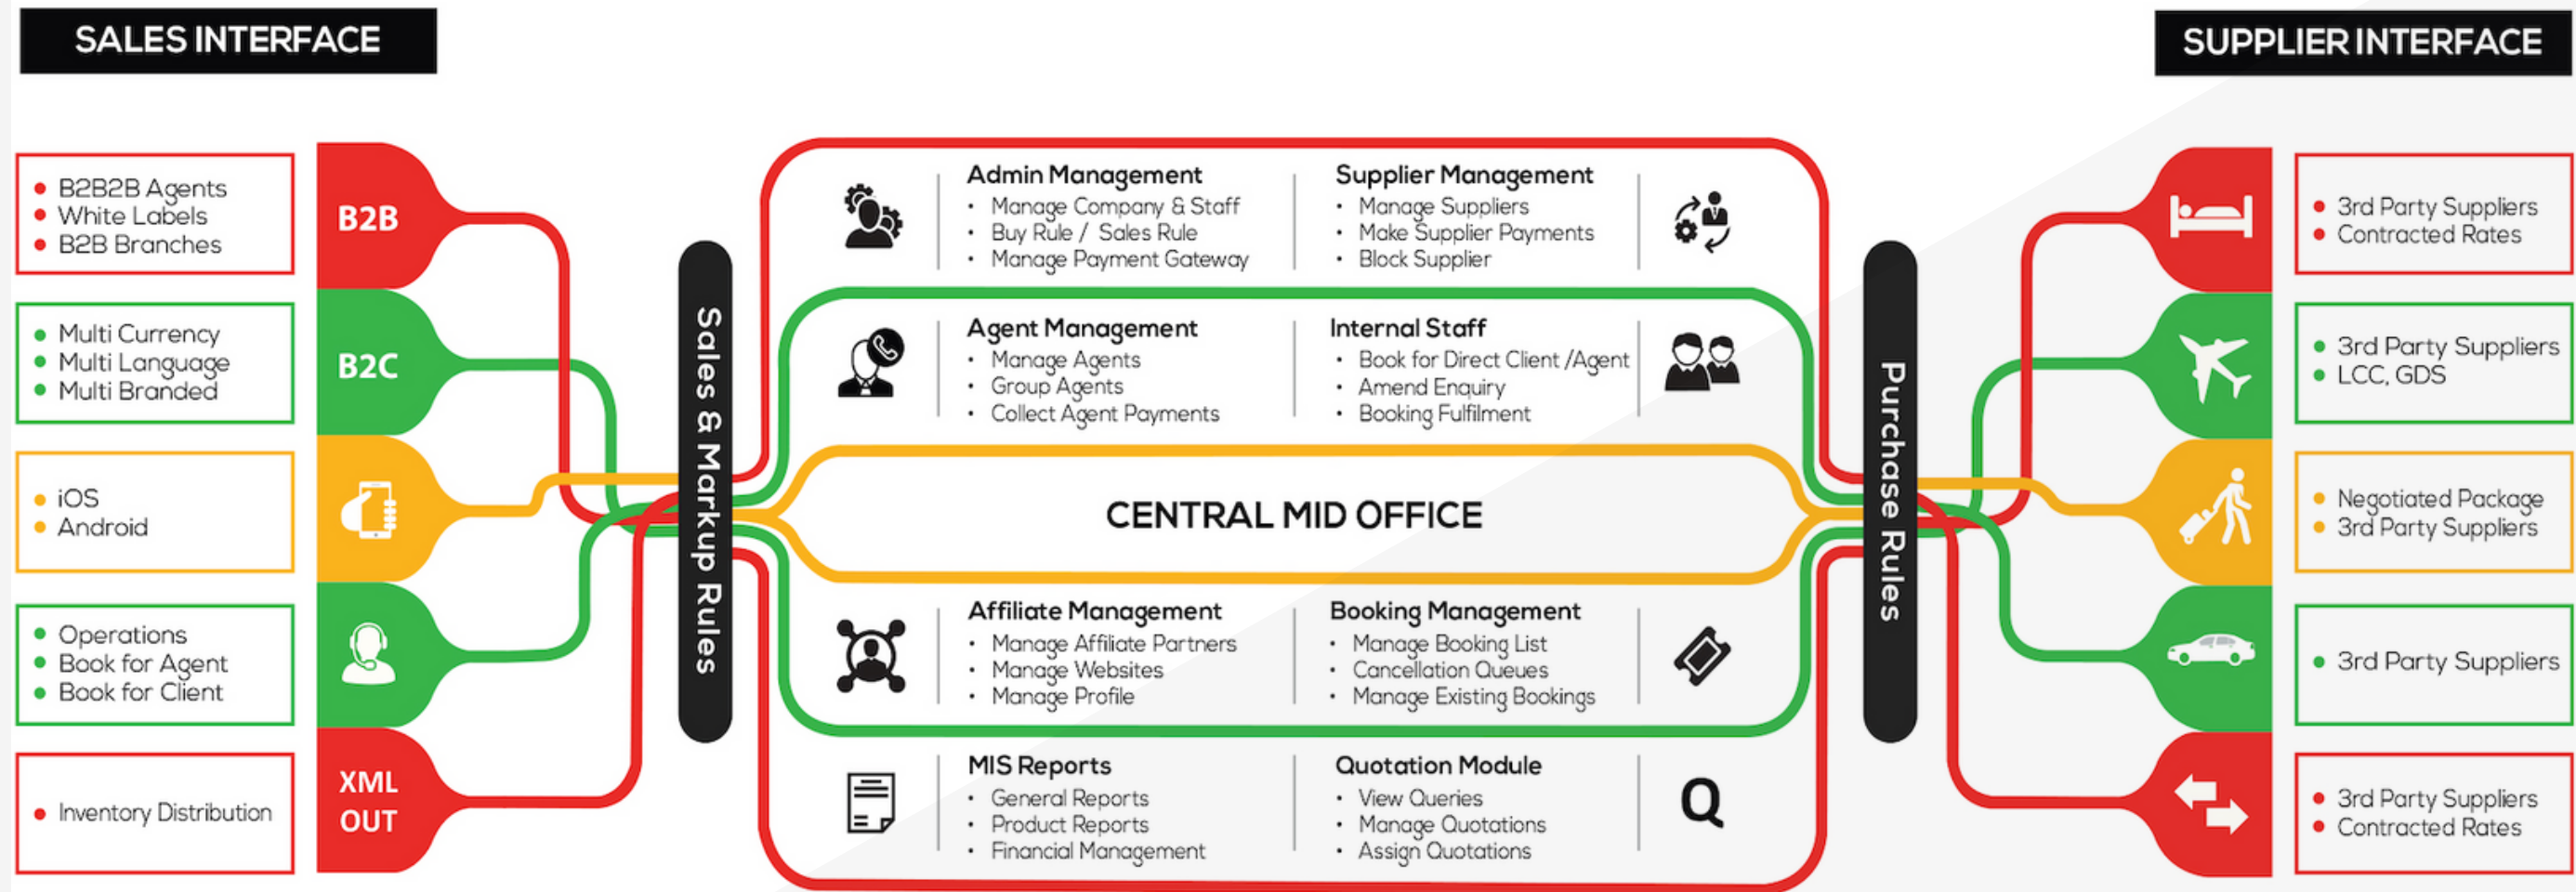 SALES INTERFACE
SUPPLIER INTERFACE
B2B2B Agents
White Labels
B2B Branches
B2B
Multi Currency
Multi Language
Multi Branded
B2C
iOS
Android
Operations
Book for Agent
Book for Client
Inventory Distribution
XML
OUT
Sales & Markup Rules
Admin Management
Manage Company & Staff
Buy Rule / Sales Rule
Manage Payment Gateway
Supplier Management
Manage Suppliers
Make Supplier Payments
Block Supplier
Agent Management
Manage Agents
Group Agents
Collect Agent Payments
Internal Staff
Book for Direct Client /Agent
Amend Enquiry
Booking Fulfilment
CENTRAL MID OFFICE
Affiliate Management
Manage Affiliate Partners
Manage Websites
Manage Profile
Booking Management
Manage Booking List
Cancellation Queues
Manage Existing Bookings
MIS Reports
General Reports
Product Reports
Financial Management
Quotation Module
View Queries
Manage Quotations
Assign Quotations
Q
Purchase Rules
3rd Party Suppliers
Contracted Rates
3rd Party Suppliers
LCC, GDS
Negotiated Package
3rd Party Suppliers
3rd Party Suppliers
3rd Party Suppliers
Contracted Rates